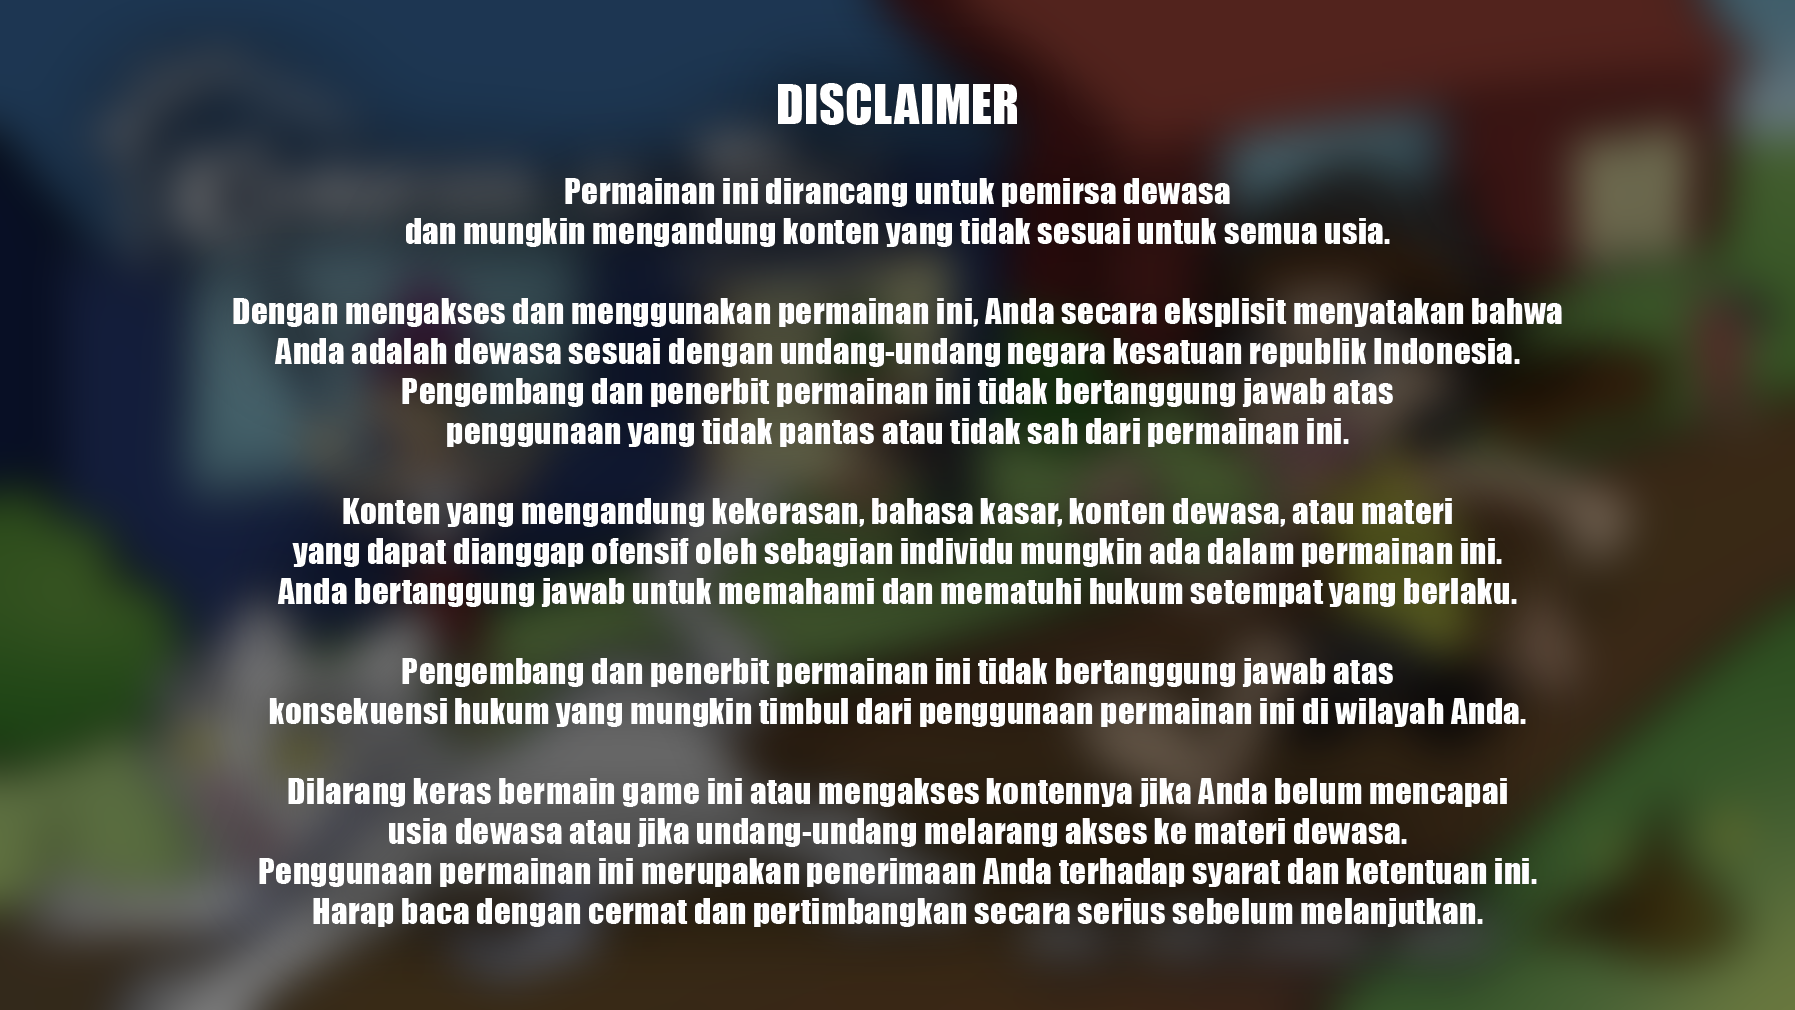 DISCLAIMER
Permainan ini dirancang untuk pemirsa dewasa
dan mungkin mengandung konten yang tidak sesuai untuk semua usia.
Dengan mengakses dan menggunakan permainan ini, Anda secara eksplisit menyatakan bahwa
Anda adalah dewasa sesuai dengan undang-undang negara kesatuan republik Indonesia.
Pengembang dan penerbit permainan ini tidak bertanggung jawab atas
penggunaan yang tidak pantas atau tidak sah dari permainan ini.
Konten yang mengandung kekerasan, bahasa kasar, konten dewasa, atau materi
yang dapat dianggap ofensif oleh sebagian individu mungkin ada dalam permainan ini.
Anda bertanggung jawab untuk memahami dan mematuhi hukum setempat yang berlaku.
Pengembang dan penerbit permainan ini tidak bertanggung jawab atas
konsekuensi hukum yang mungkin timbul dari penggunaan permainan ini di wilayah Anda.
Dilarang keras bermain game ini atau mengakses kontennya jika Anda belum mencapai
usia dewasa atau jika undang-undang melarang akses ke materi dewasa.
Penggunaan permainan ini merupakan penerimaan Anda terhadap syarat dan ketentuan ini.
Harap baca dengan cermat dan pertimbangkan secara serius sebelum melanjutkan.